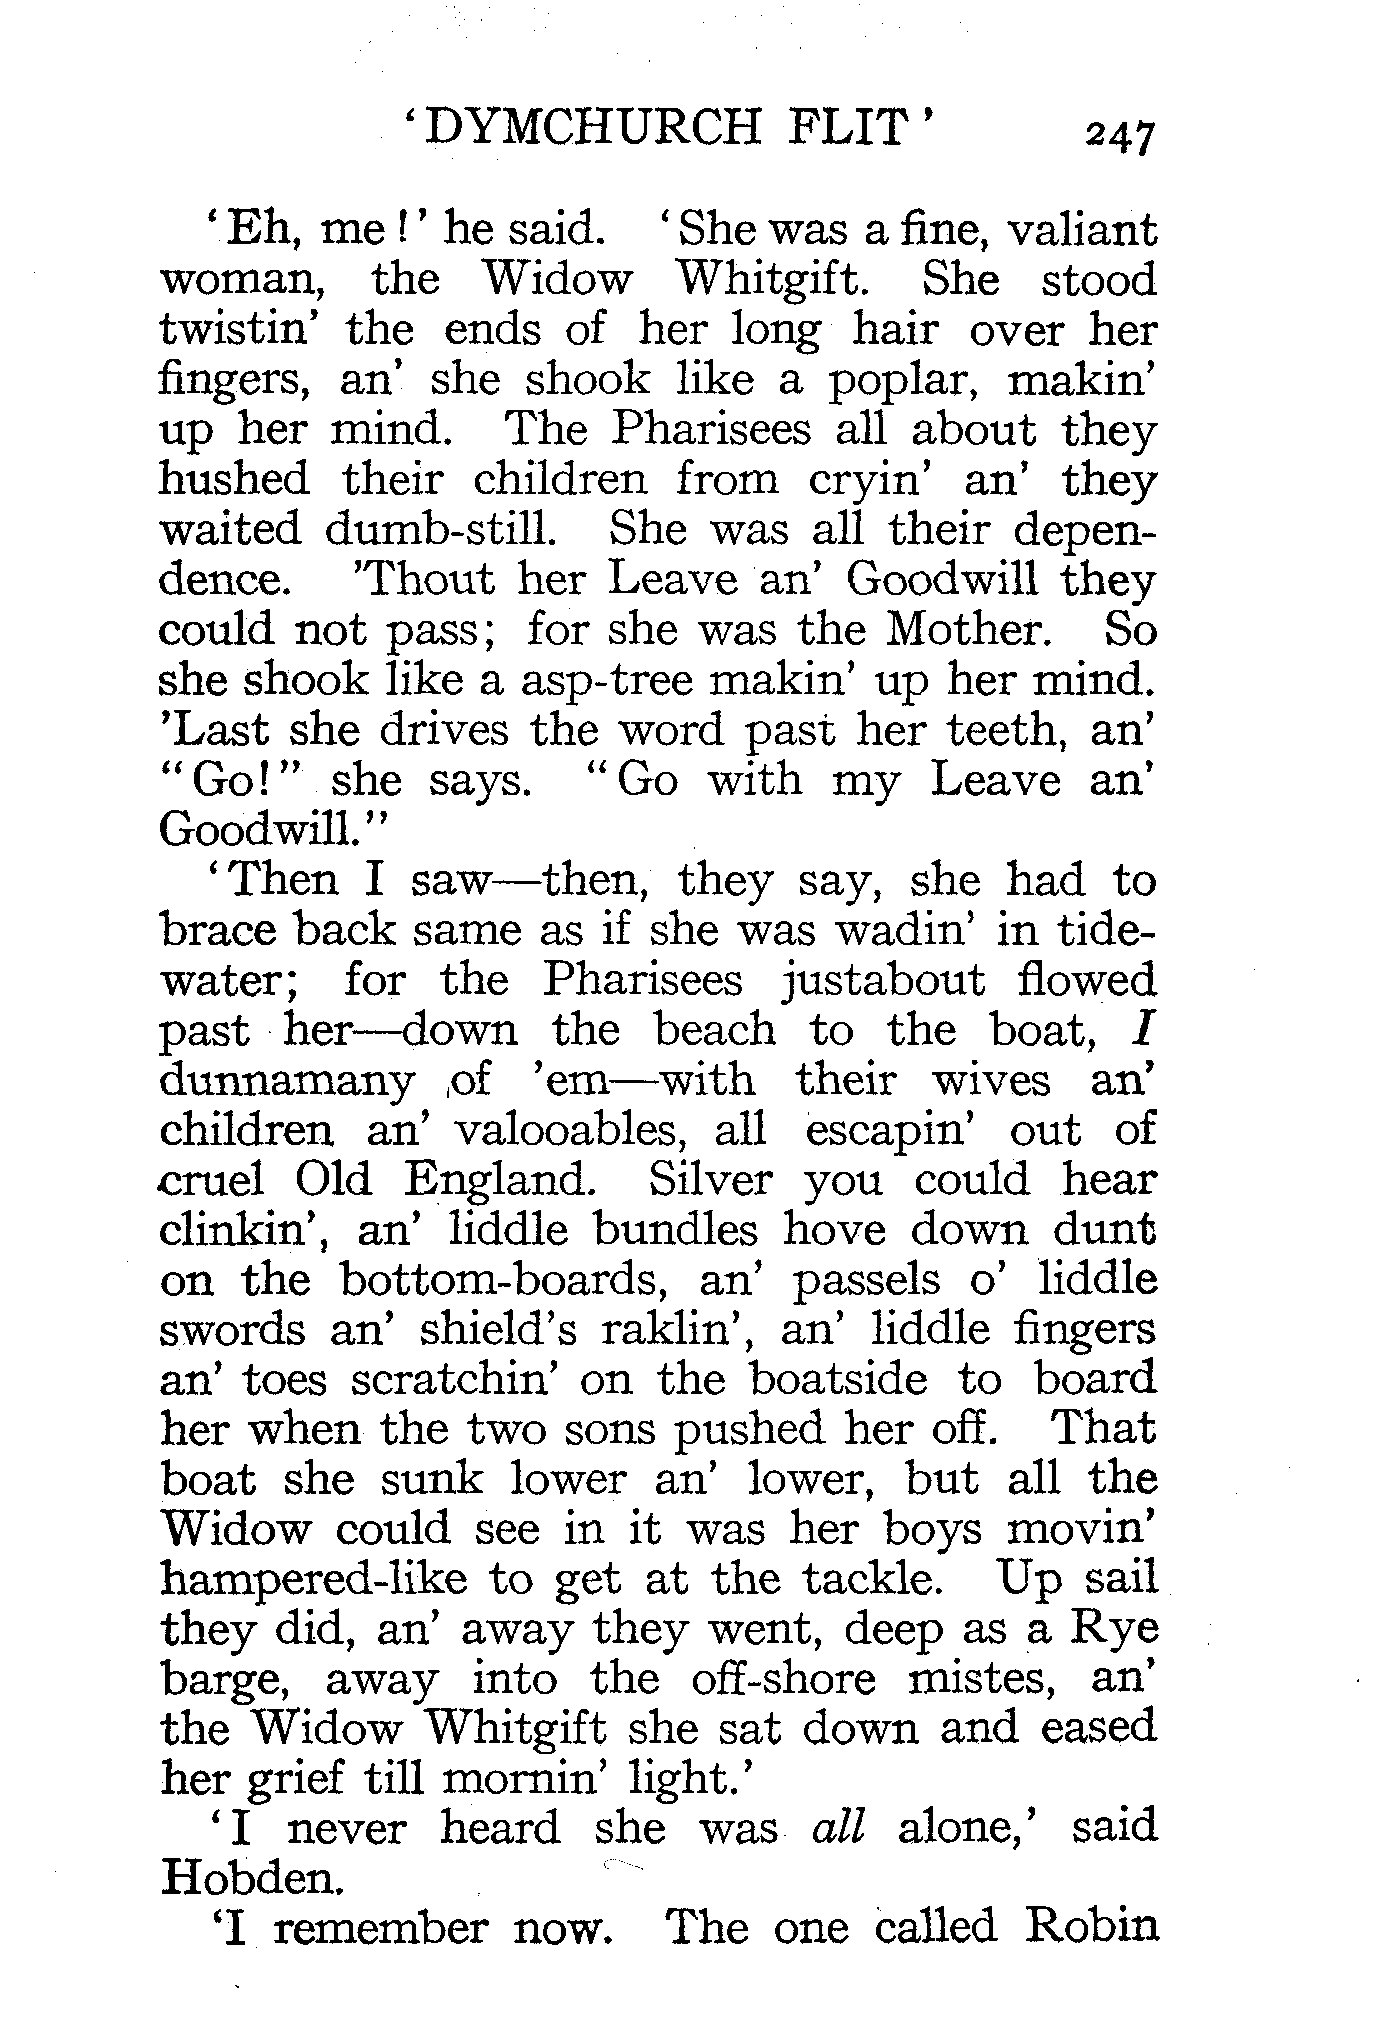 ‘DYMCHURCH FLIT’ 247
‘Eh, me!’ he said. ‘She was a fine, valiant
woman, the Widow Whitgift. She stood
twistin’ the ends of her long hair over her
fingers, an’ she shook like a poplar, makin’
up her mind. The Pharisees all about they
hushed their children from cryin’ an’ they
waited dumb-still. She was all their depen-
dence. ’Thout her Leave an’ Goodwill they
could not pass; for she was the Mother. So
she shook like a asp-tree makin’ up her mind.
’Last she drives the word past her teeth, an’
“Go!” she says. “Go with my Leave an’
Goodwill.”
‘Then I saw—then, they say, she had to
brace back same as if she was wadin’ in tide-
water; for the Pharisees justabout flowed
past her—down the beach to the boat, I
dunnamany of ’em—with their wives an’
children an’ valooables, all escapin’ out of
cruel Old England. Silver you could hear
clinkin’, an’ liddle bundles hove down dunt
on the bottom-boards, an’ passels o’ liddle
swords an’ shield’s raklin’, an’ liddle fingers
an’ toes scratchin’ on the boatside to board
her when the two sons pushed her off. That
boat she sunk lower an’ lower, but all the
Widow could see in it was her boys movin’
hampered-like to get at the tackle. Up sail
they did, an’ away they went, deep as a Rye
barge, away into the off-shore mistes, an’
the Widow Whitgift she sat down and eased
her grief till mornin’ light.’
‘I never heard she was all alone,’ said
Hobden.
‘I remember now. The one called Robin